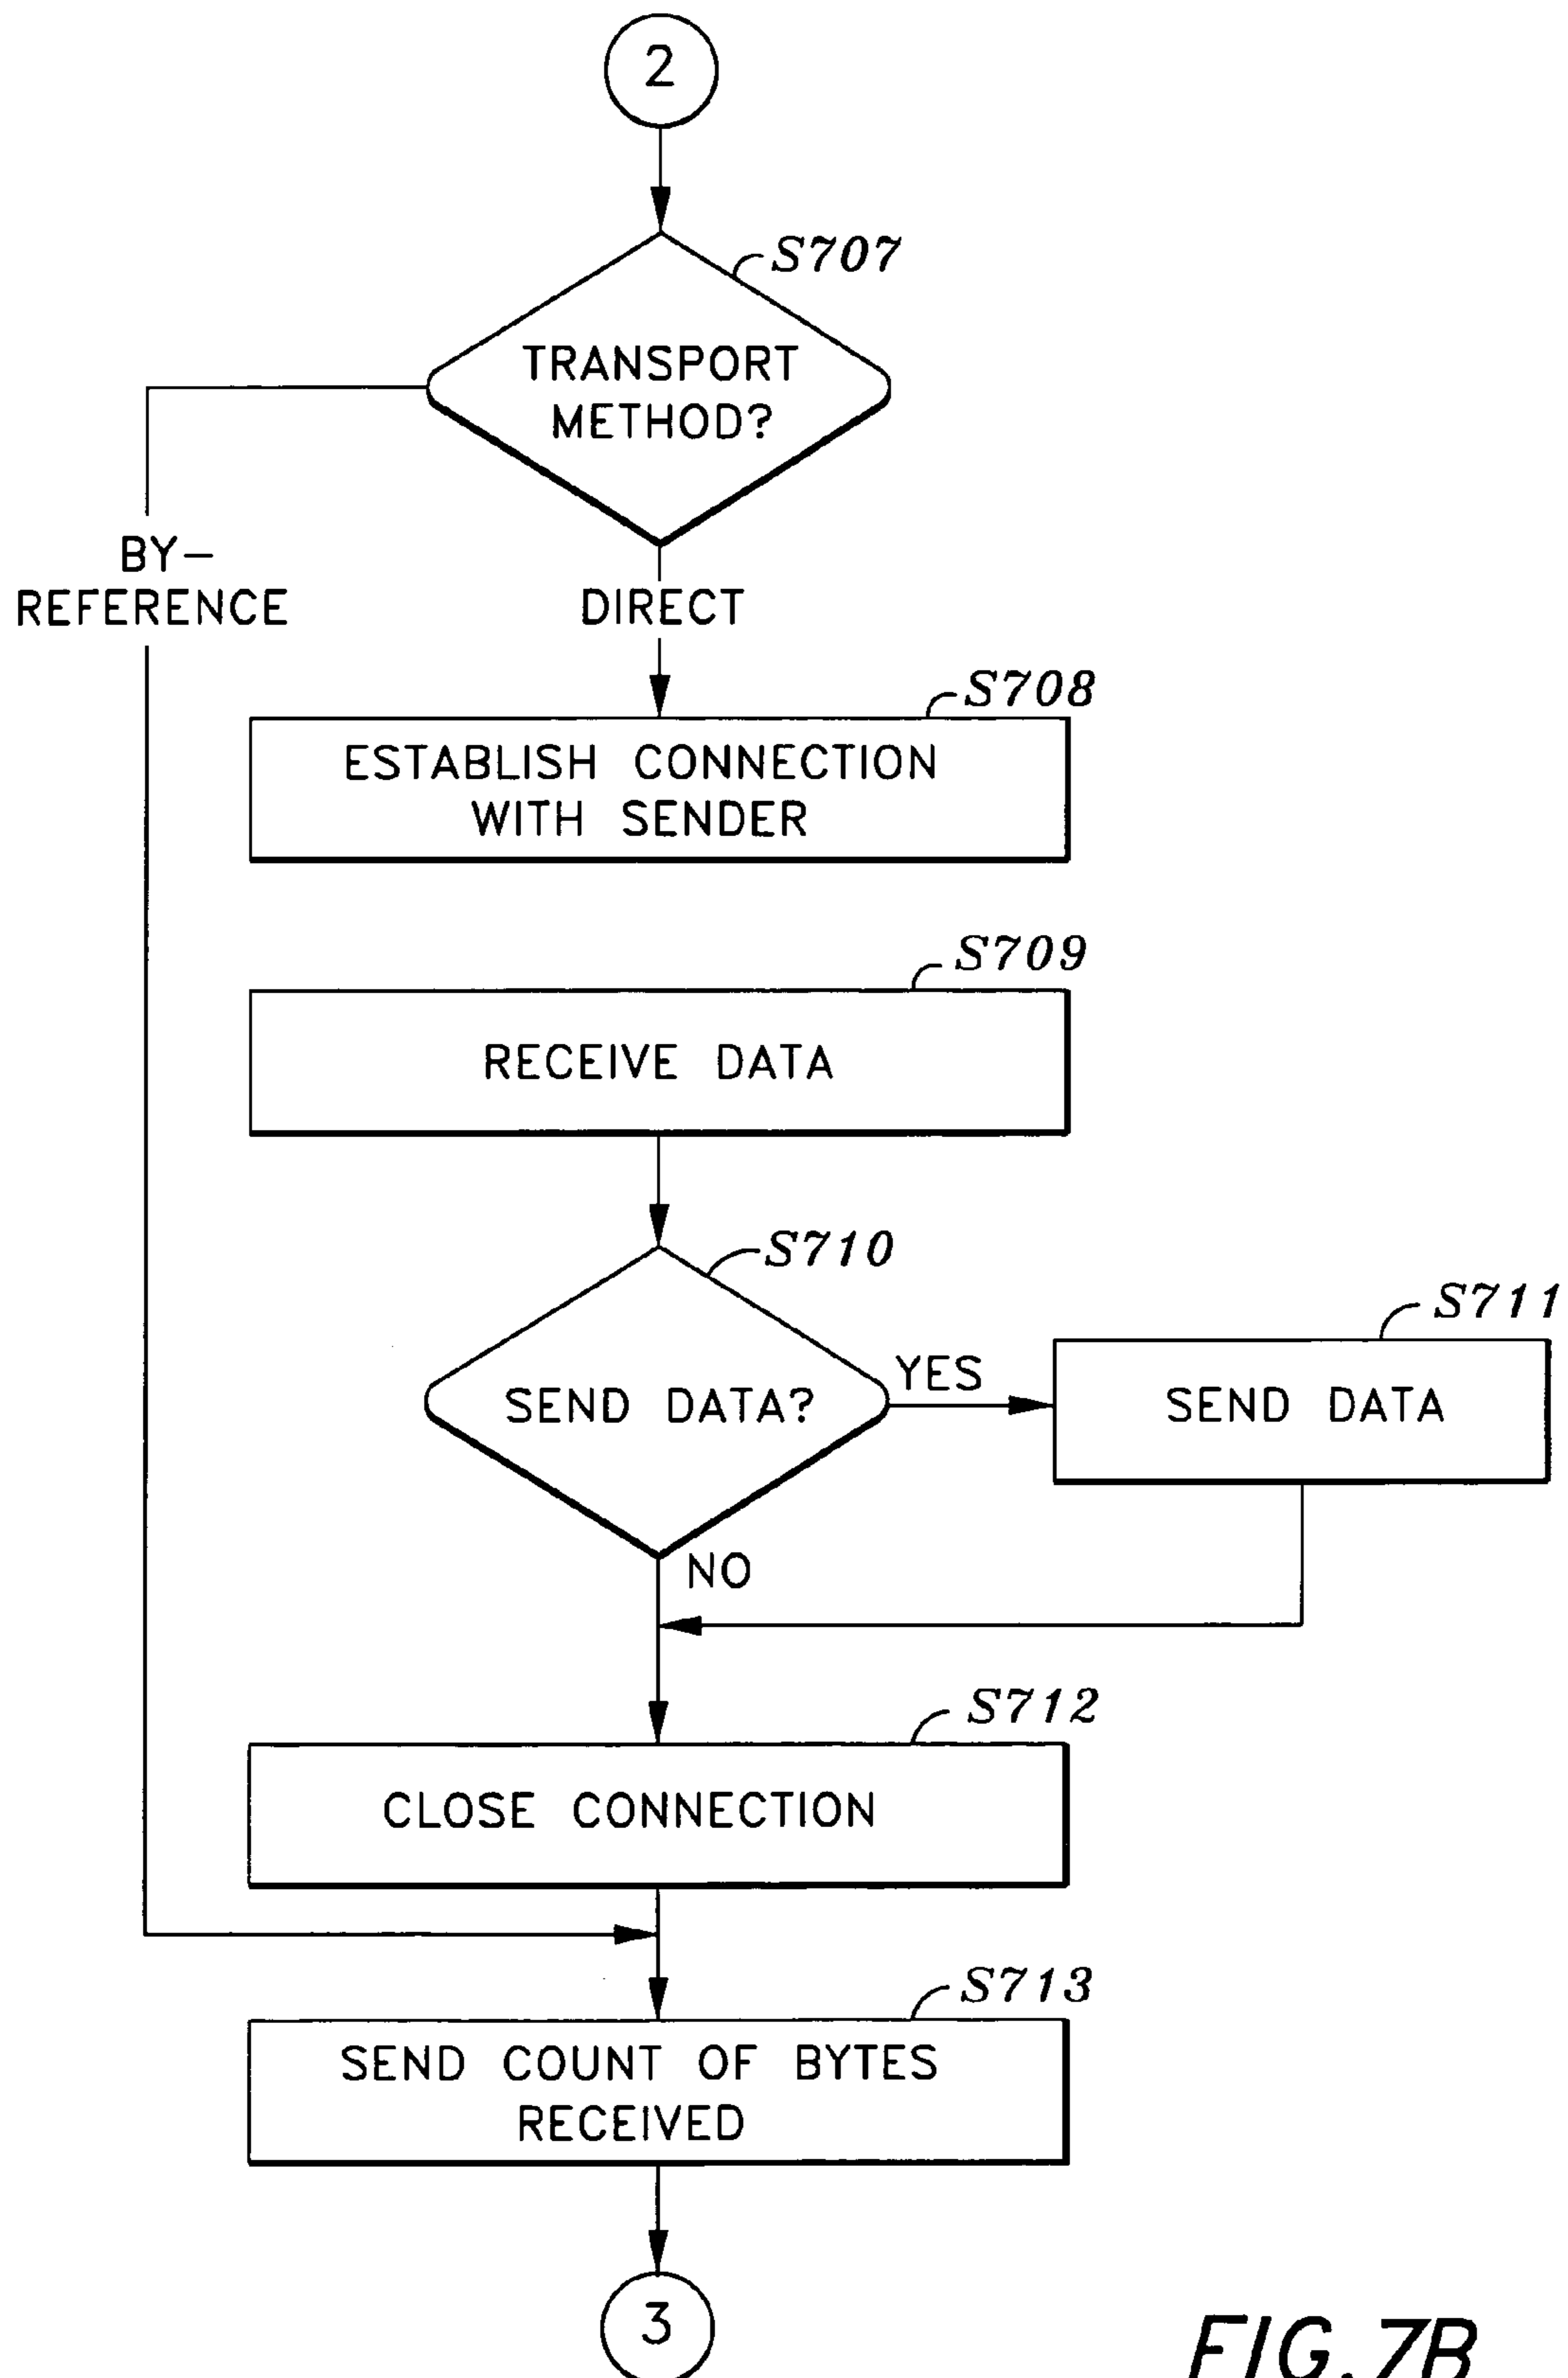 2
S707
TRANSPORT
METHOD?
BY-
REFERENCE
DIRECT
S708
ESTABLISH CONNECTION
WITH SENDER
S709
RECEIVE DATA
S710
SEND DATA?
YES
S711
SEND DATA
NO
S712
CLOSE CONNECTION
S713
SEND COUNT OF BYTES
RECEIVED
3
FIG.7B